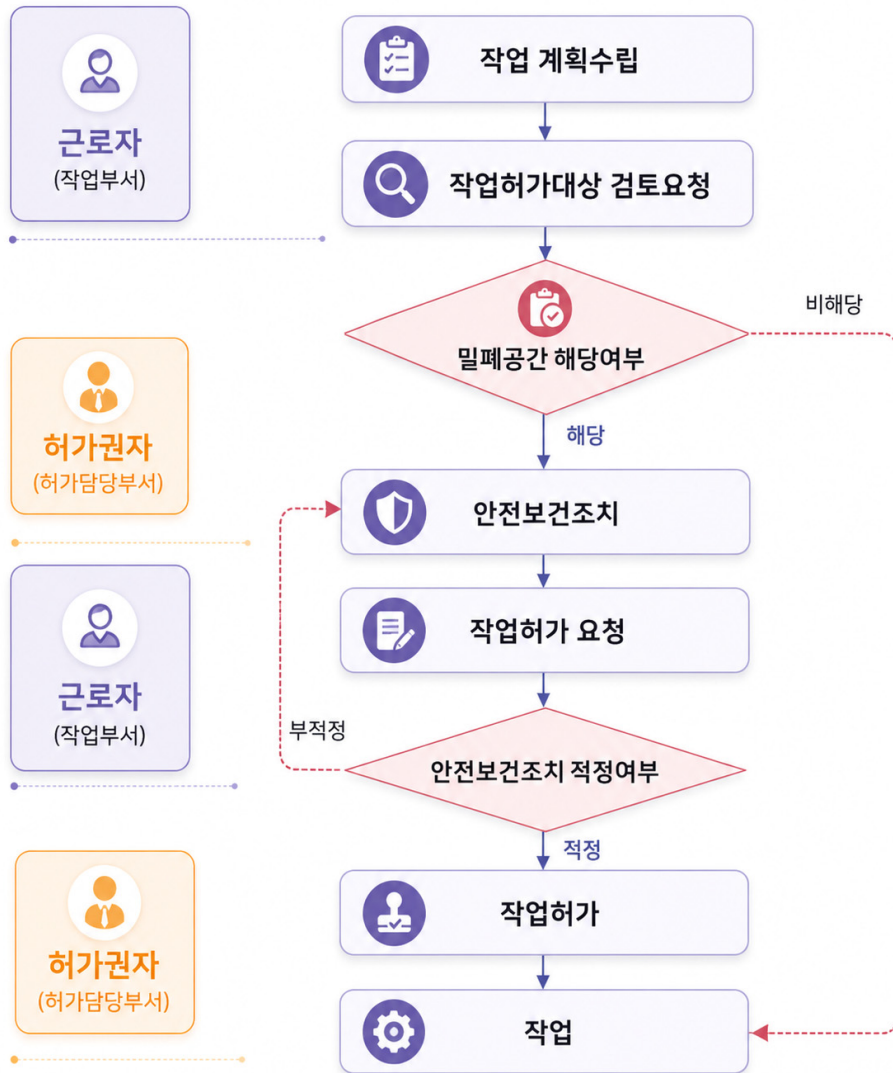 근로자
(작업부서)
작업 계획수립
작업허가대상 검토요청
허가권자
(허가담당부서)
밀폐공간 해당여부
비해당
해당
근로자
(작업부서)
안전보건조치
작업허가 요청
부적정
허가권자
(허가담당부서)
안전보건조치 적정여부
적정
작업허가
작업